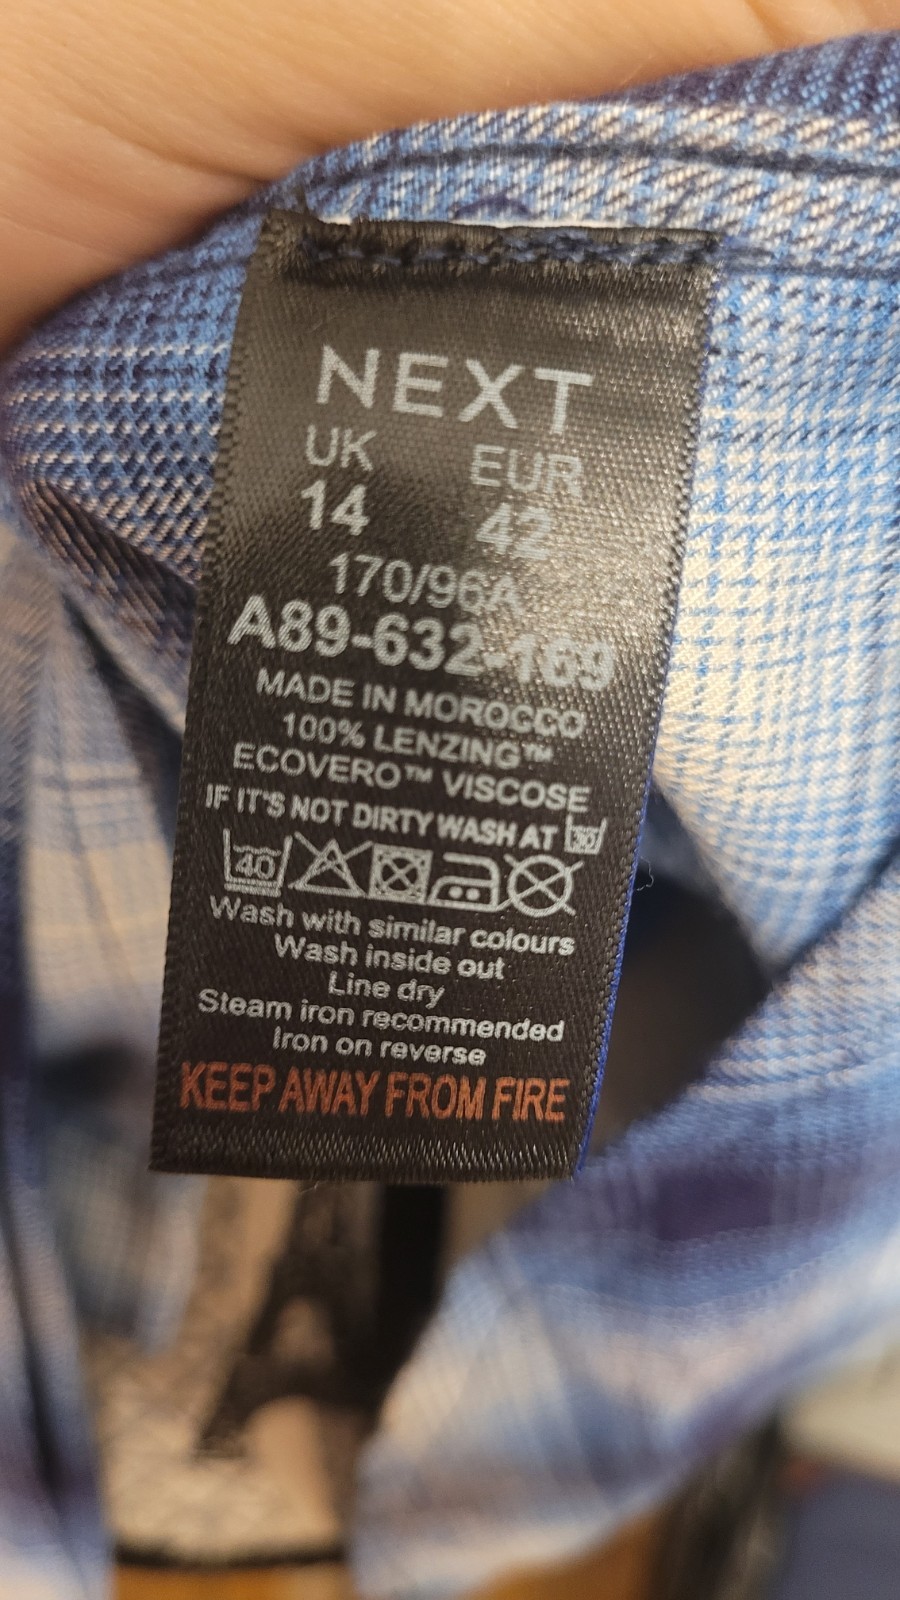 NEXT
UK EUR
14 42
170/96A
A89-632-169
MADE IN MOROCCO
100% LENZING™
ECOVERO™ VISCOSE
IF IT'S NOT DIRTY WASH AT 30
40
Wash with similar colours
Wash inside out
Line dry
Steam iron recommended
Iron on reverse
KEEP AWAY FROM FIRE